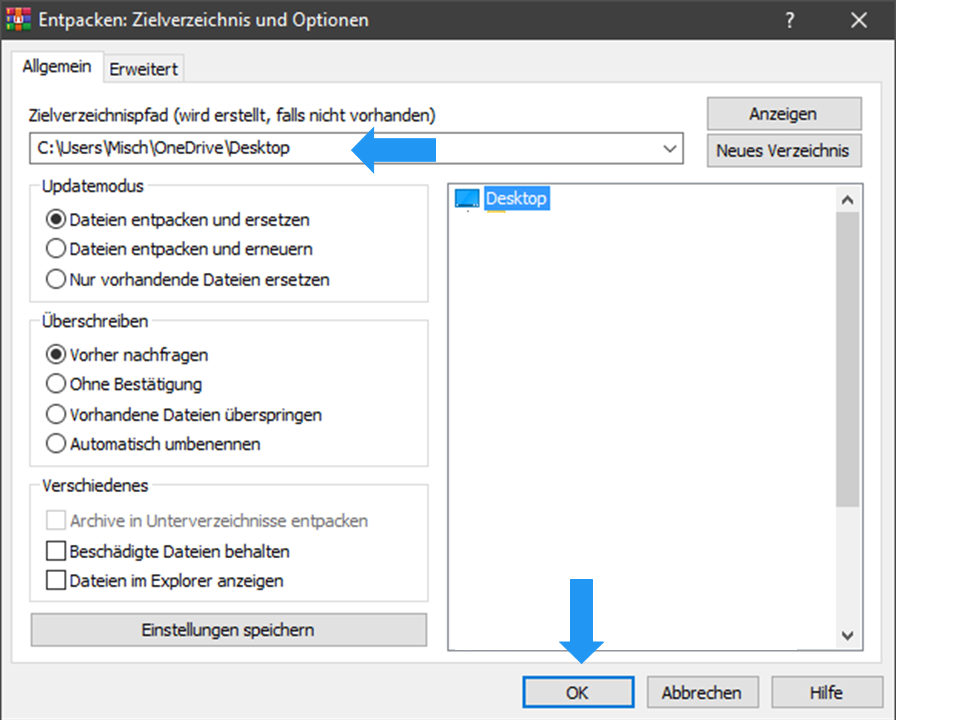 Entpacken: Zielverzeichnis und Optionen
?
Allgemein
Erweitert
Zielverzeichnispfad (wird erstellt, falls nicht vorhanden)
Anzeigen
C:\Users\Misch\OneDrive\Desktop
Neues Verzeichnis
Updatemodus
Dateien entpacken und ersetzen
Dateien entpacken und erneuern
Nur vorhandende Dateien ersetzen
Desktop
Überschreiben
Vorher nachfragen
Ohne Bestätigung
Vorhandene Dateien überspringen
Automatisch umbenennen
Verschiedenes
Archive in Unterverzeichnisse entpacken
Beschädigte Dateien behalten
Dateien im Explorer anzeigen
Einstellungen speichern
OK
Abbrechen
Hilfe